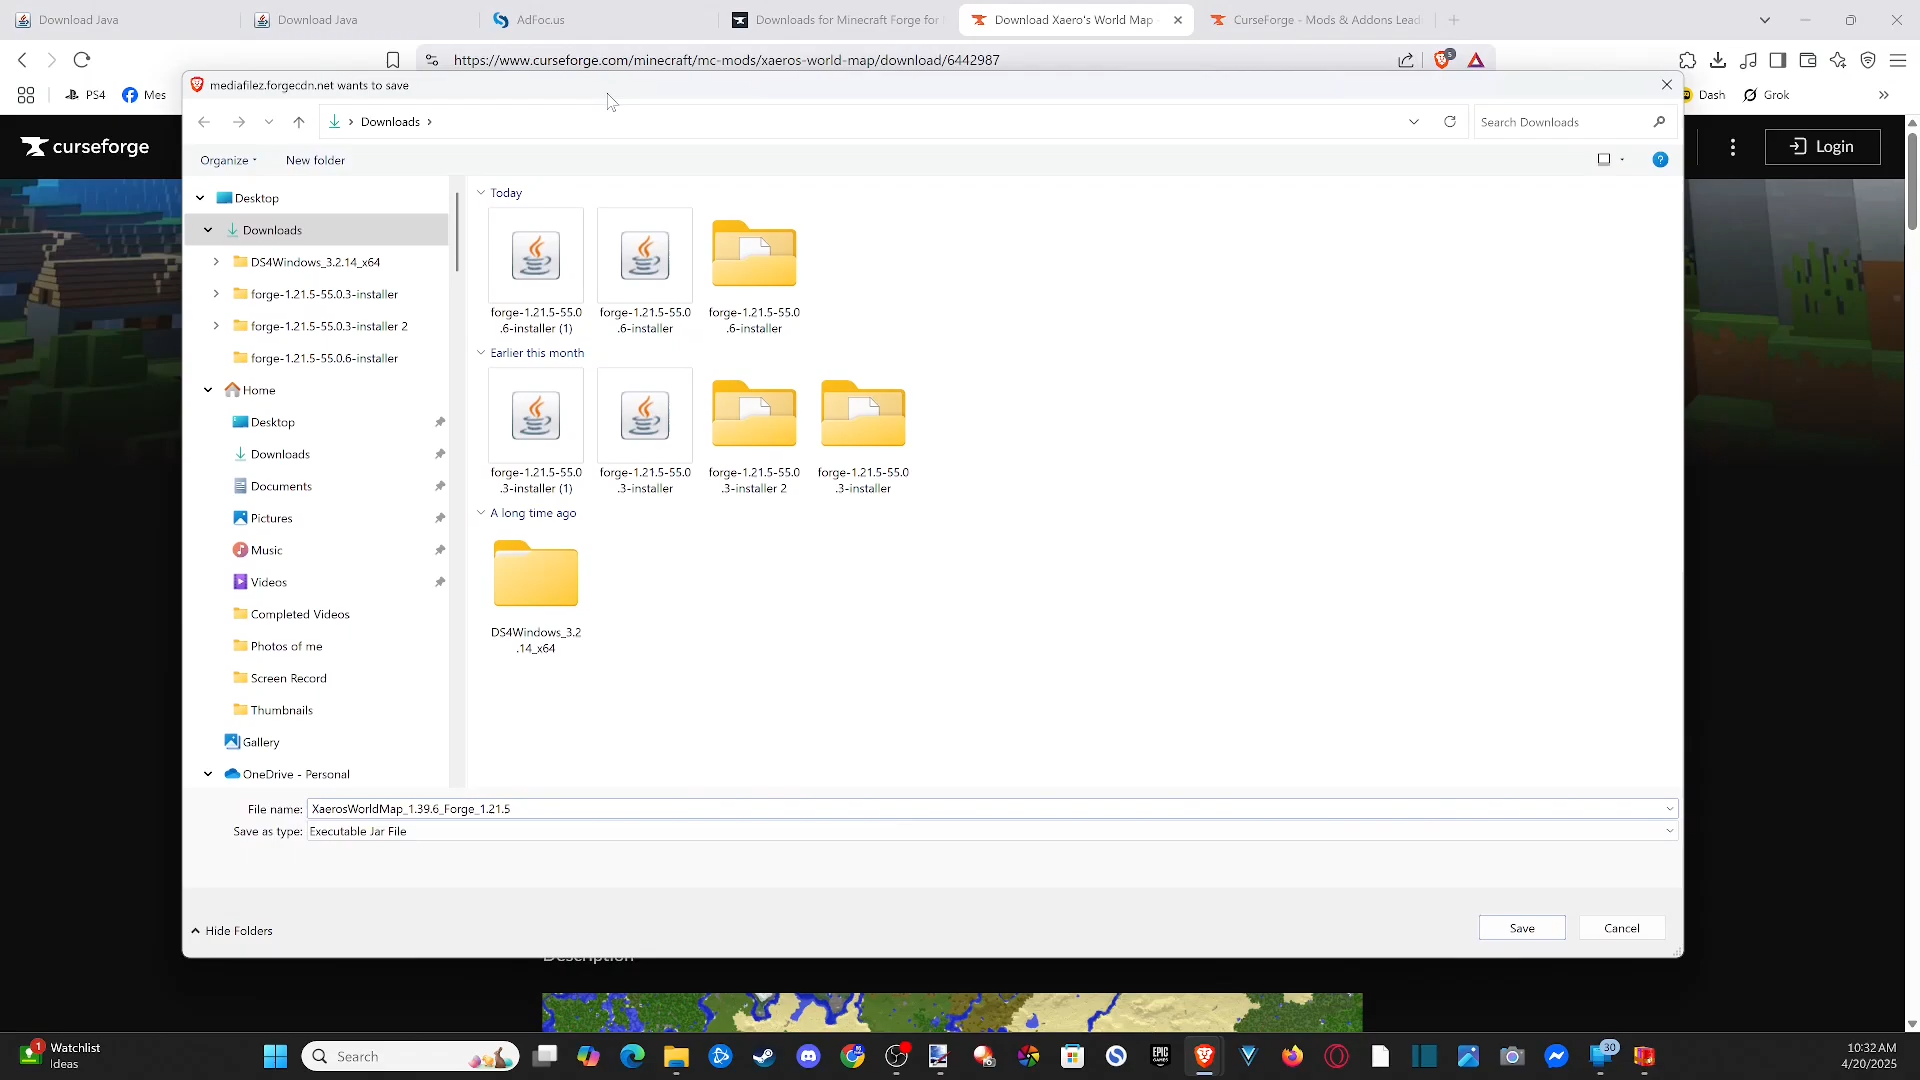 Download Java
Download Java
AdFoc.us
Downloads for Minecraft Forge for
Download Xaero's World Map
CurseForge - Mods & Addons Lead
https://www.curseforge.com/minecraft/mc-mods/xaeros-world-map/download/6442987
5
PS4
Mes
Dash
Grok
mediafilez.forgecdn.net wants to save
Downloads
Search Downloads
curseforge
Login
Organize
New folder
Desktop
Downloads
DS4Windows_3.2.14_x64
forge-1.21.5-55.0.3-installer
forge-1.21.5-55.0.3-installer 2
forge-1.21.5-55.0.6-installer
Home
Desktop
Downloads
Documents
Pictures
Music
Videos
Completed Videos
Photos of me
Screen Record
Thumbnails
Gallery
OneDrive - Personal
Today
forge-1.21.5-55.0
.6-installer (1)
forge-1.21.5-55.0
.6-installer
forge-1.21.5-55.0
.6-installer
Earlier this month
forge-1.21.5-55.0
.3-installer (1)
forge-1.21.5-55.0
.3-installer
forge-1.21.5-55.0
.3-installer 2
forge-1.21.5-55.0
.3-installer
A long time ago
DS4Windows_3.2
.14_x64
File name:
XaerosWorldMap_1.39.6_Forge_1.21.5
Save as type:
Executable Jar File
Hide Folders
Save
Cancel
Description
1
Watchlist
Ideas
Search
EPIC
GAMES
30
10:32 AM
4/20/2025